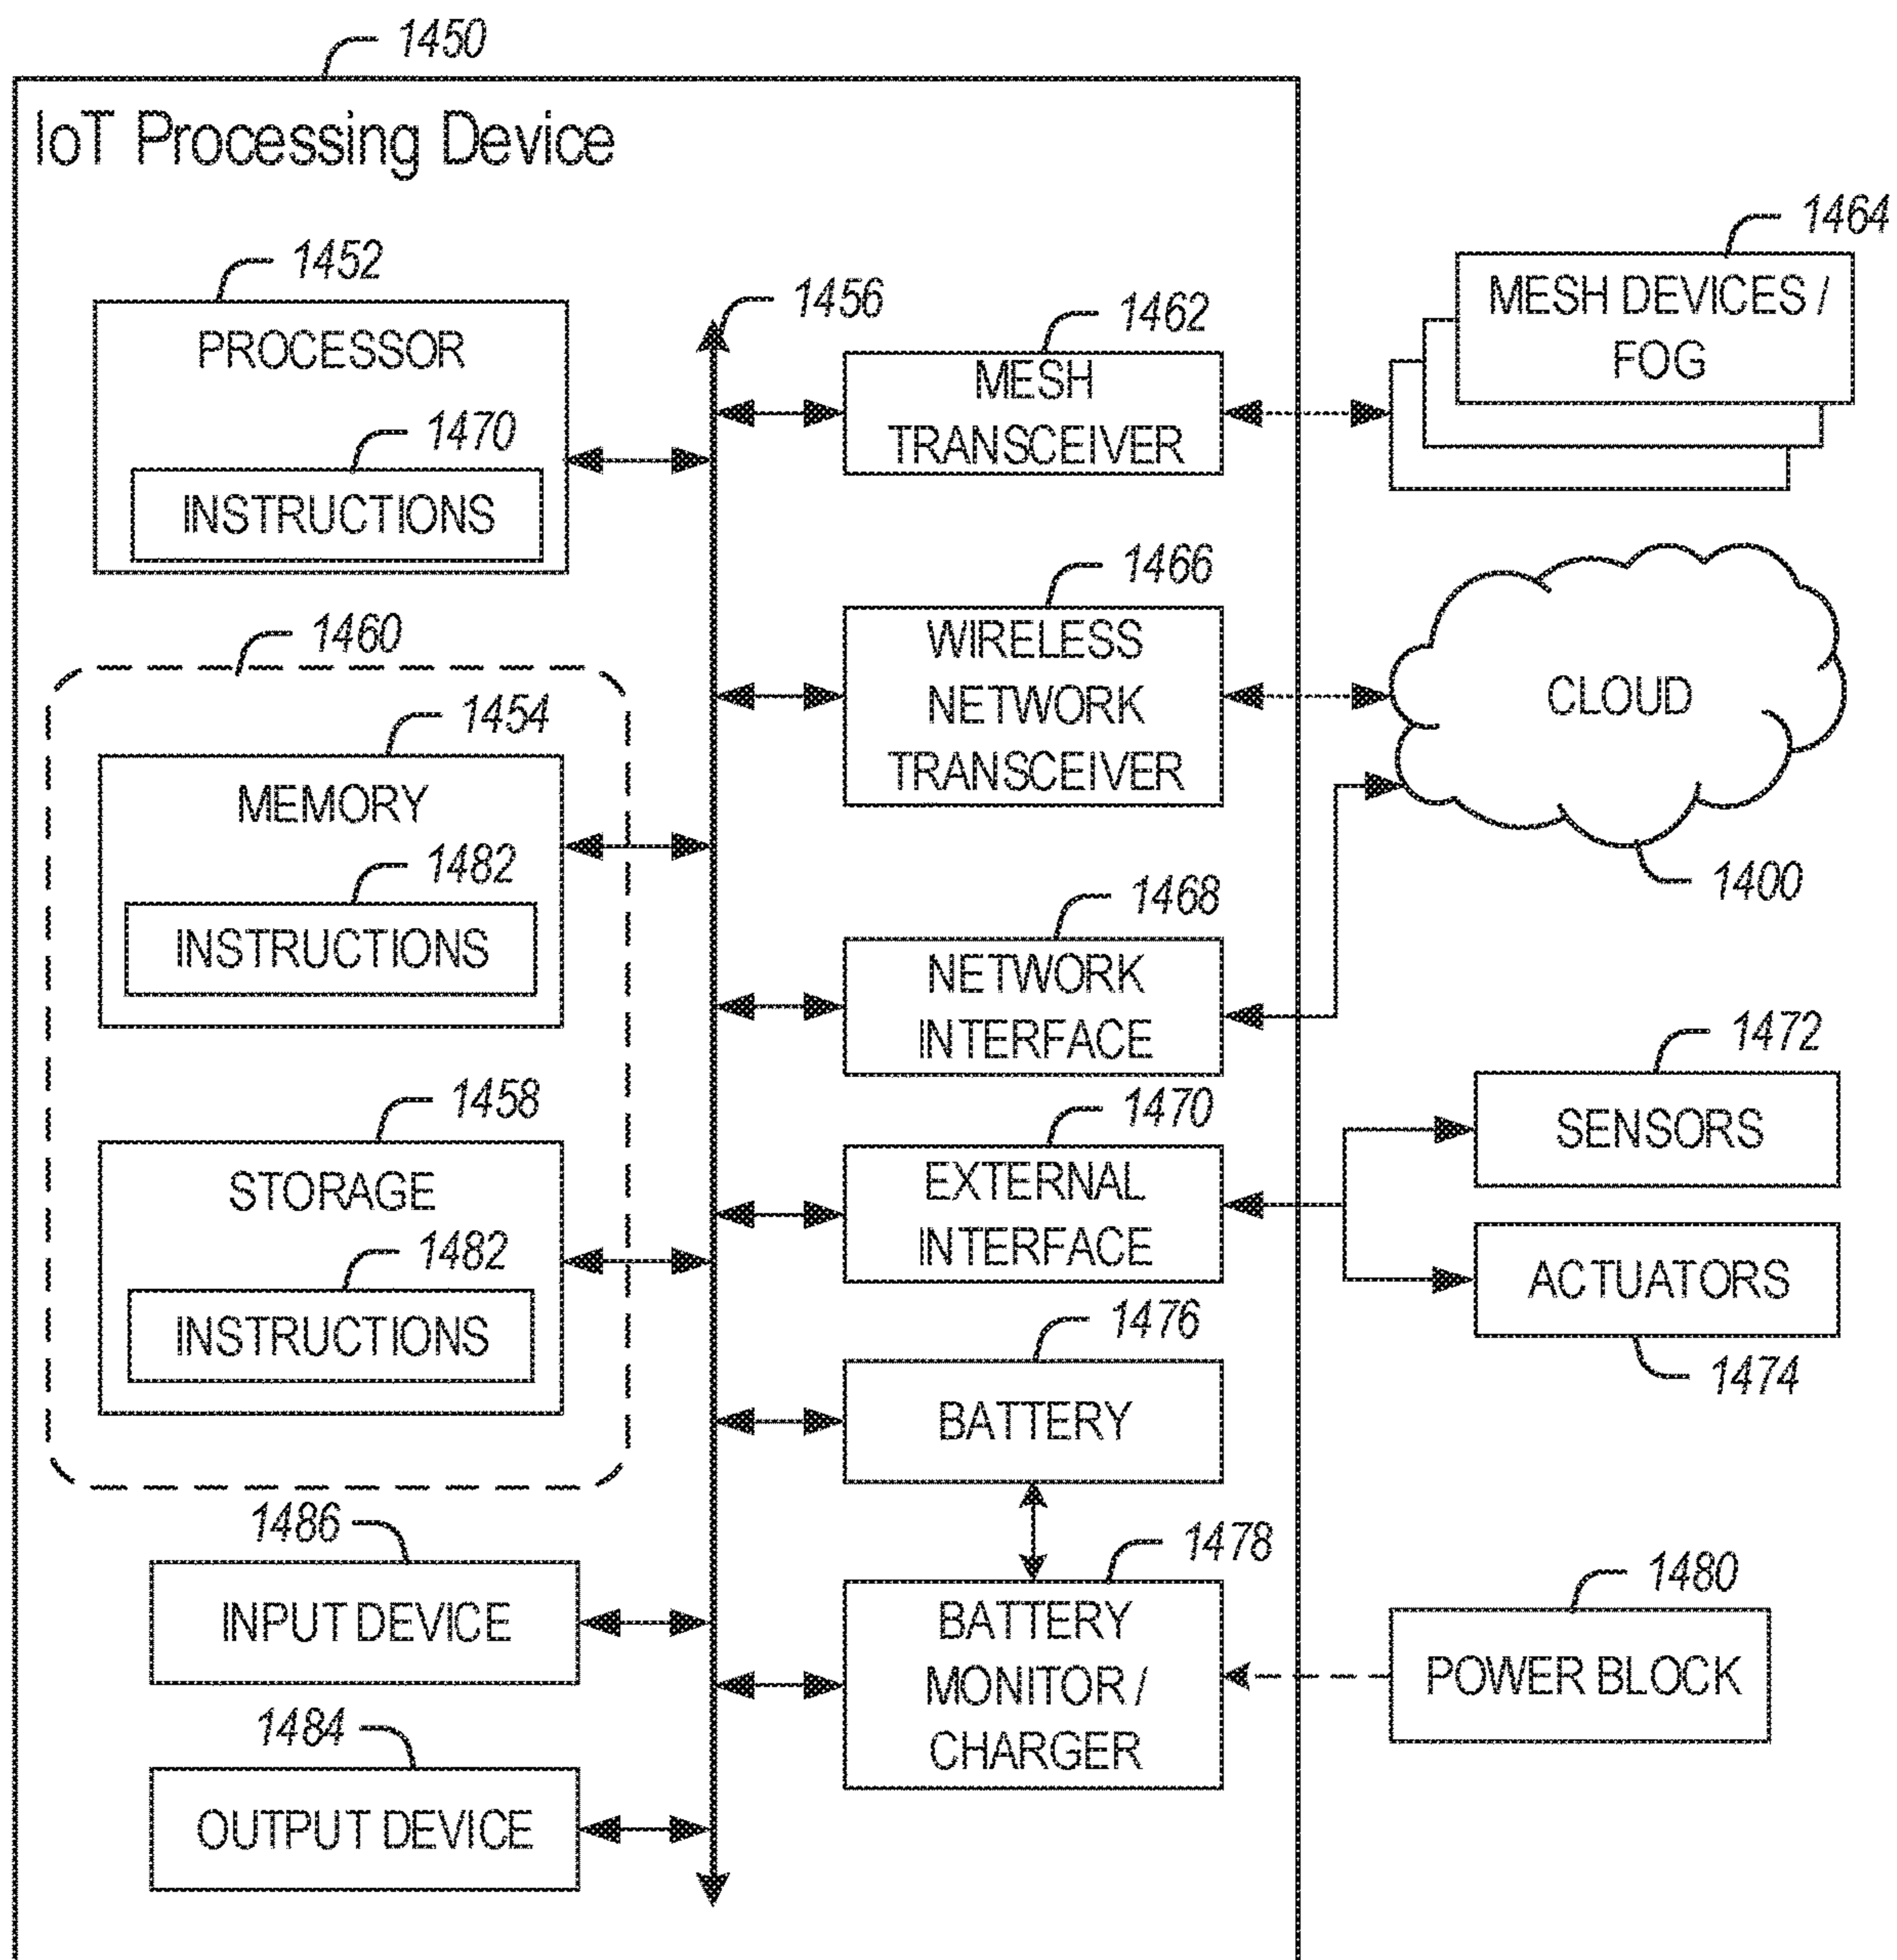 1450
IoT Processing Device
1452
PROCESSOR
1470
INSTRUCTIONS
1460
1454
MEMORY
1482
INSTRUCTIONS
1458
STORAGE
1482
INSTRUCTIONS
1486
INPUT DEVICE
1484
OUTPUT DEVICE
1456
1462
MESH
TRANSCEIVER
1466
WIRELESS
NETWORK
TRANSCEIVER
1468
NETWORK
INTERFACE
1470
EXTERNAL
INTERFACE
1476
BATTERY
1478
BATTERY
MONITOR /
CHARGER
1464
MESH DEVICES /
FOG
CLOUD
1400
1472
SENSORS
ACTUATORS
1474
1480
POWER BLOCK